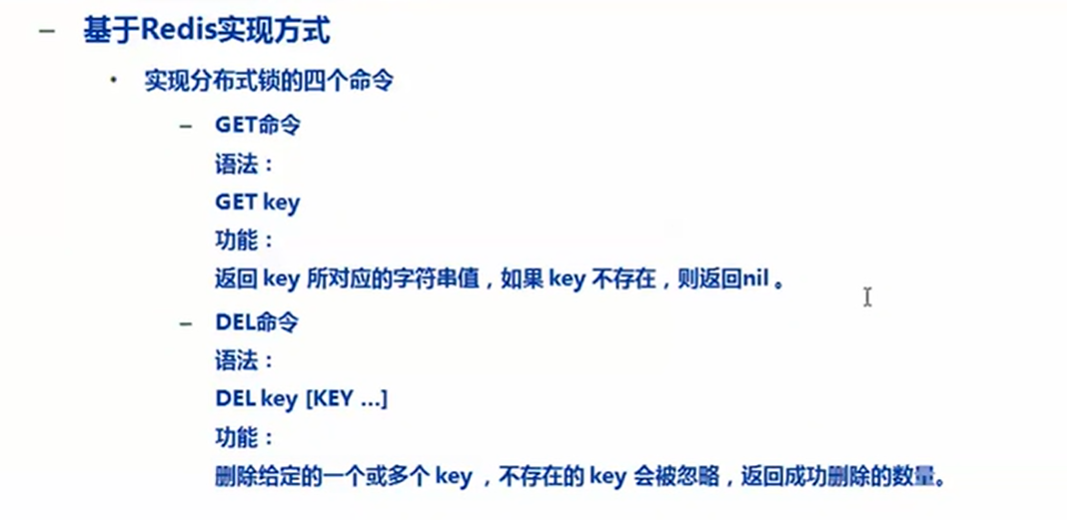 – 基于Redis实现方式
• 实现分布式锁的四个命令
– GET命令
语法：
GET key
功能：
返回 key 所对应的字符串值，如果 key 不存在，则返回nil 。
– DEL命令
语法：
DEL key [KEY …]
功能：
删除给定的一个或多个 key ，不存在的 key 会被忽略，返回成功删除的数量。